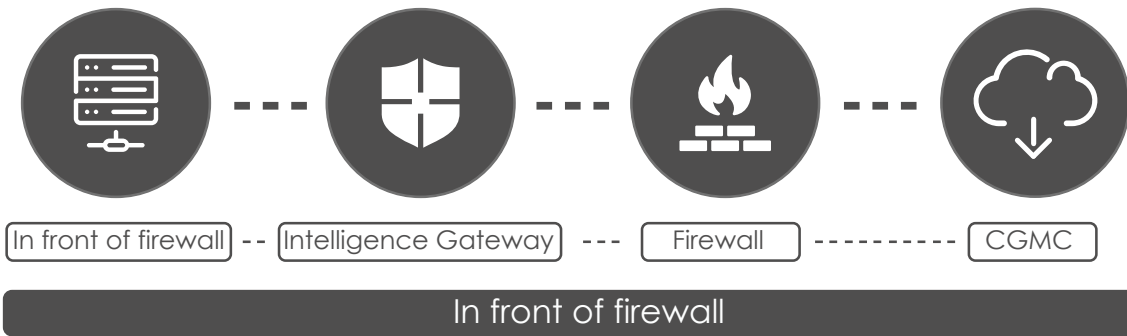 In front of firewall
Intelligence Gateway
Firewall
CGMC
In front of firewall